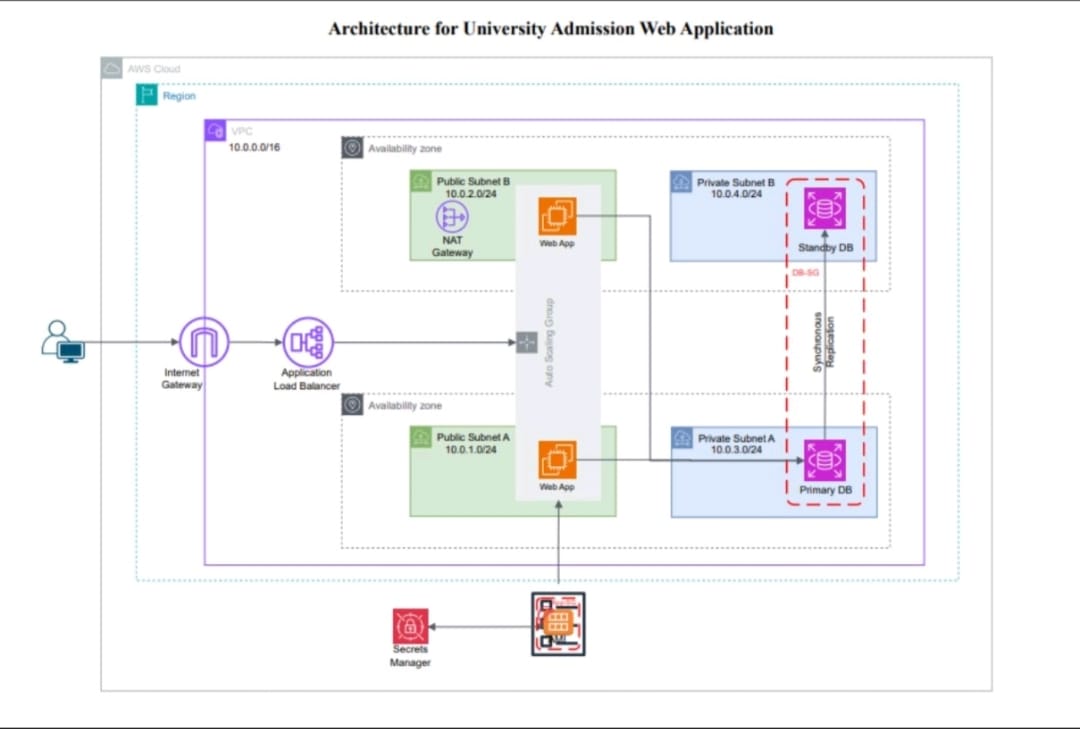 Architecture for University Admission Web Application
AWS Cloud
Region
VPC
10.0.0.0/16
Availability zone
Public Subnet B
10.0.2.0/24
NAT
Gateway
Web App
Private Subnet B
10.0.4.0/24
Standby DB
DB-SG
Synchronous
Replication
Auto Scaling Group
Internet
Gateway
Application
Load Balancer
Availability zone
Public Subnet A
10.0.1.0/24
Web App
Private Subnet A
10.0.3.0/24
Primary DB
Secrets
Manager